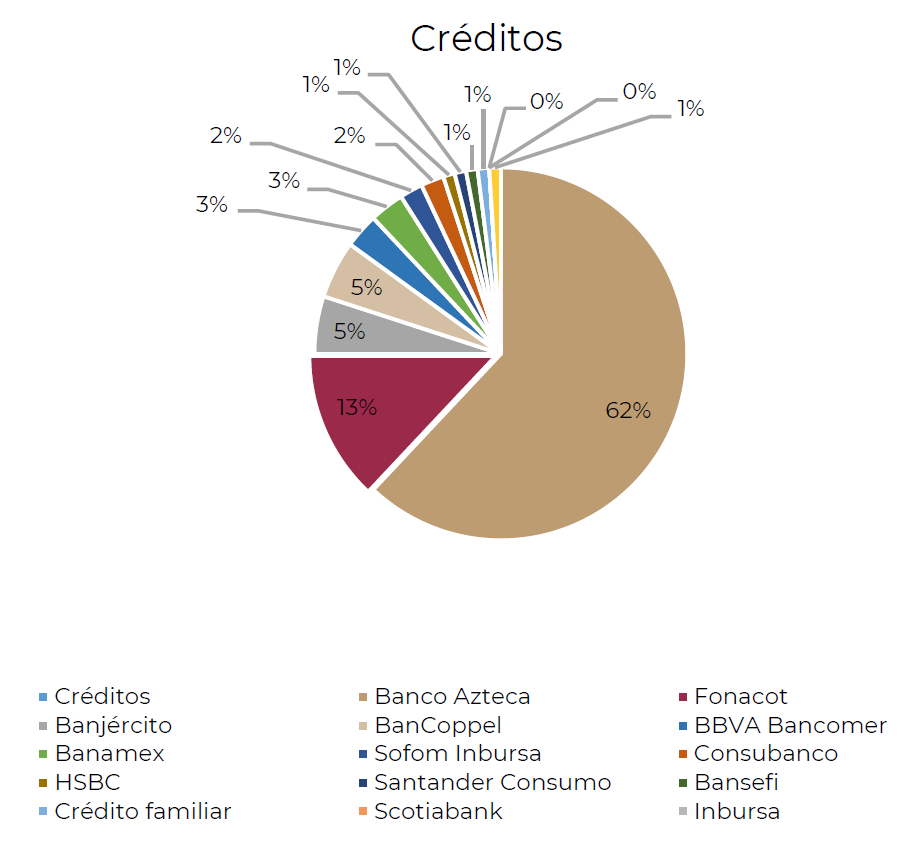 Créditos
1%
1%
1%
0%
0%
1%
2%
2%
1%
3%
3%
5%
5%
13%
62%
Créditos
Banco Azteca
Fonacot
Banjército
BanCoppel
BBVA Bancomer
Banamex
Sofom Inbursa
Consubanco
HSBC
Santander Consumo
Bansefi
Crédito familiar
Scotiabank
Inbursa